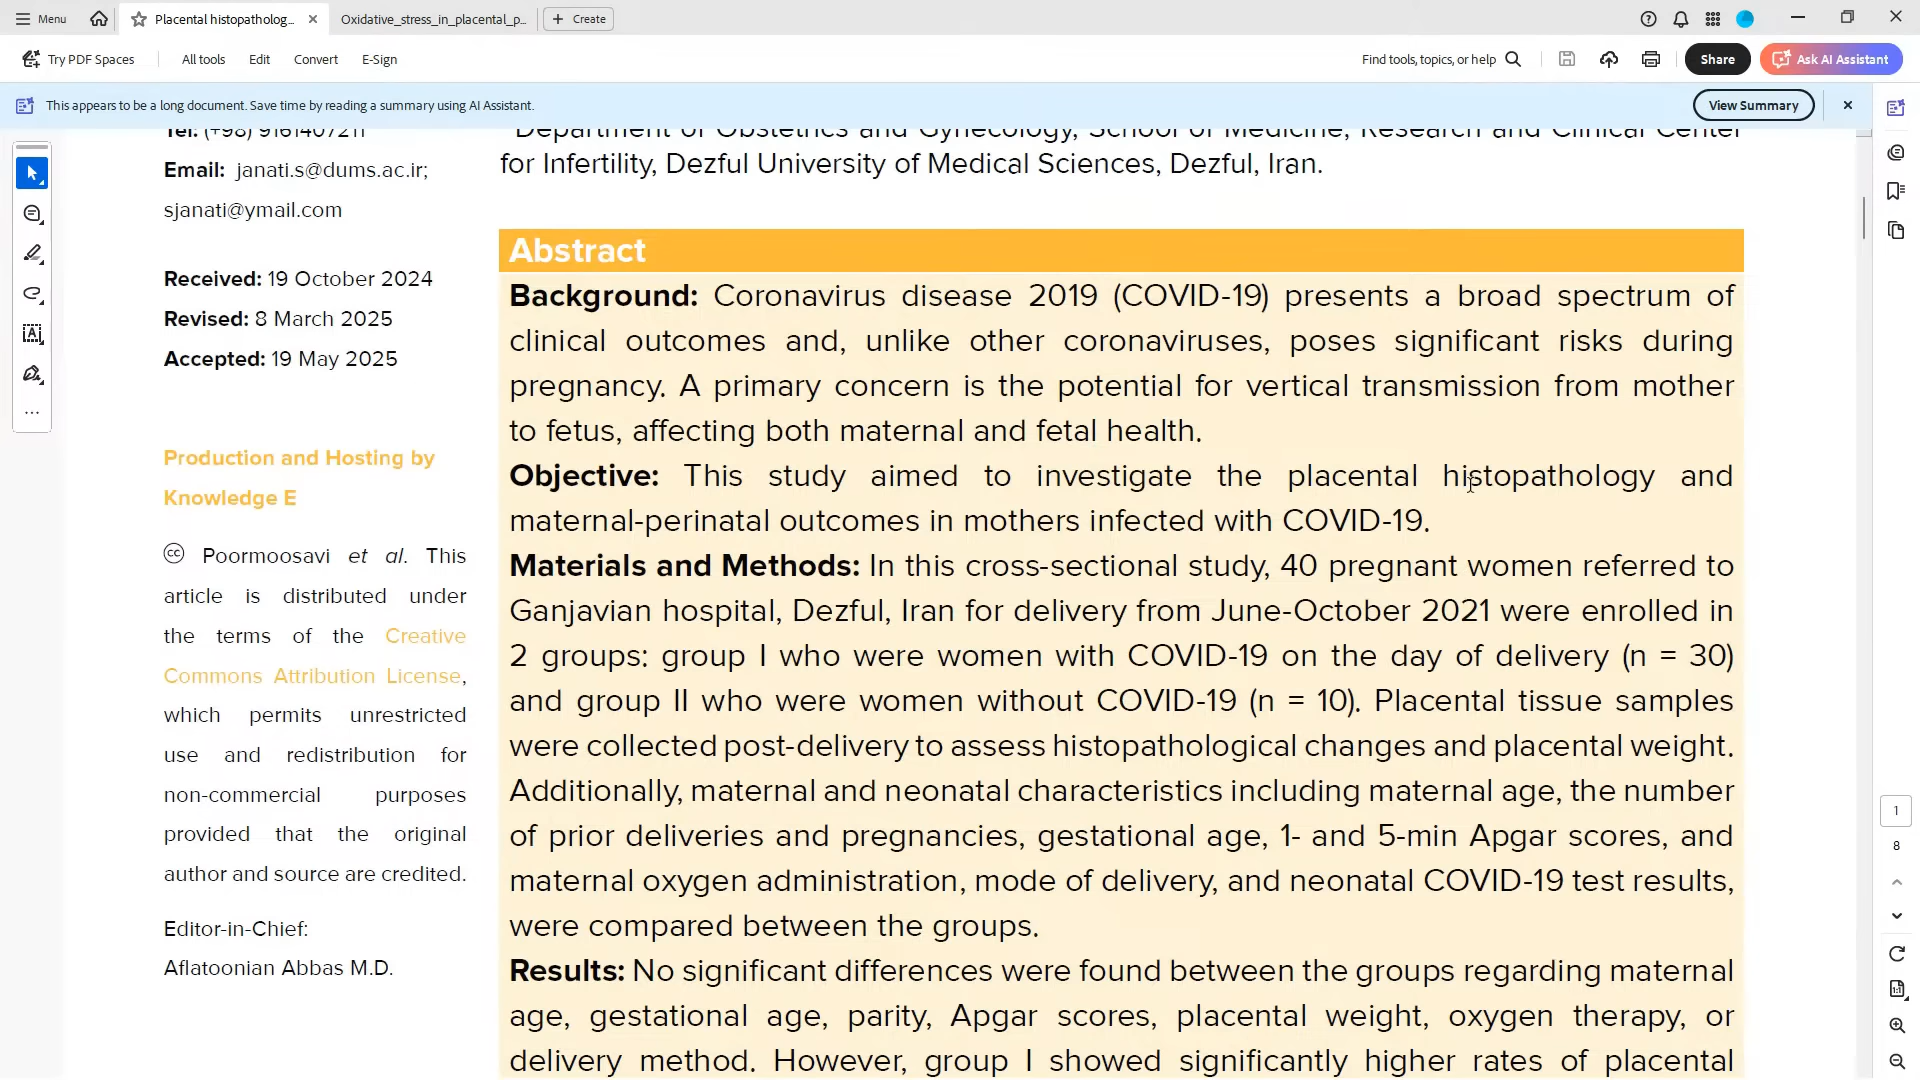 Menu
Placental histopatholog...
Oxidative_stress_in_placental_p...
Create
Try PDF Spaces
All tools
Edit
Convert
E-Sign
Find tools, topics, or help
Share
Ask AI Assistant
This appears to be a long document. Save time by reading a summary using AI Assistant.
View Summary
Tel: (+98) 9161407211
Email: janati.s@dums.ac.ir;
sjanati@ymail.com
Received: 19 October 2024
Revised: 8 March 2025
Accepted: 19 May 2025
Production and Hosting by
Knowledge E
Poormoosavi et al. This
article is distributed under
the terms of the Creative
Commons Attribution License,
which permits unrestricted
use and redistribution for
non-commercial purposes
provided that the original
author and source are credited.
Editor-in-Chief:
Aflatoonian Abbas M.D.
Department of Obstetrics and Gynecology, School of Medicine, Research and Clinical Center
for Infertility, Dezful University of Medical Sciences, Dezful, Iran.
Abstract
Background: Coronavirus disease 2019 (COVID-19) presents a broad spectrum of
clinical outcomes and, unlike other coronaviruses, poses significant risks during
pregnancy. A primary concern is the potential for vertical transmission from mother
to fetus, affecting both maternal and fetal health.
Objective: This study aimed to investigate the placental histopathology and
maternal-perinatal outcomes in mothers infected with COVID-19.
Materials and Methods: In this cross-sectional study, 40 pregnant women referred to
Ganjavian hospital, Dezful, Iran for delivery from June-October 2021 were enrolled in
2 groups: group I who were women with COVID-19 on the day of delivery (n = 30)
and group II who were women without COVID-19 (n = 10). Placental tissue samples
were collected post-delivery to assess histopathological changes and placental weight.
Additionally, maternal and neonatal characteristics including maternal age, the number
of prior deliveries and pregnancies, gestational age, 1- and 5-min Apgar scores, and
maternal oxygen administration, mode of delivery, and neonatal COVID-19 test results,
were compared between the groups.
Results: No significant differences were found between the groups regarding maternal
age, gestational age, parity, Apgar scores, placental weight, oxygen therapy, or
delivery method. However, group I showed significantly higher rates of placental
1
8